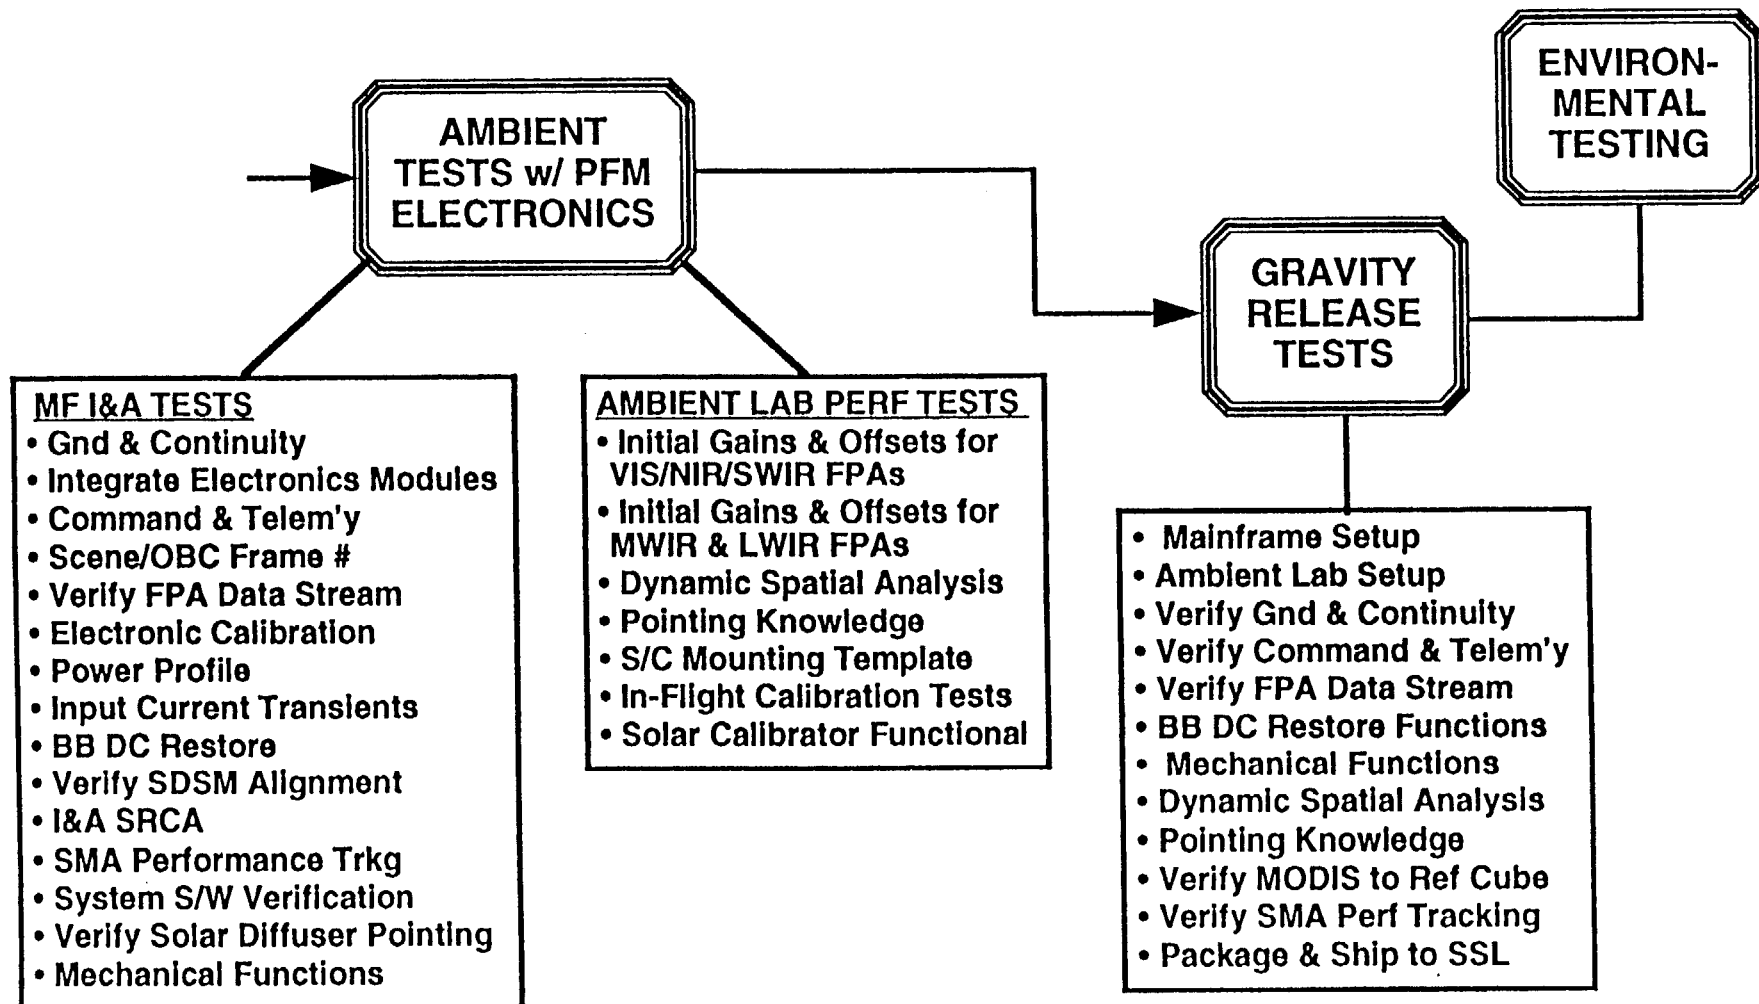 AMBIENT
TESTS w/ PFM
ELECTRONICS
MF I&A TESTS
• Gnd & Continuity
• Integrate Electronics Modules
• Command & Telem'y
• Scene/OBC Frame #
• Verify FPA Data Stream
• Electronic Calibration
• Power Profile
• Input Current Transients
• BB DC Restore
• Verify SDSM Alignment
• I&A SRCA
• SMA Performance Trkg
• System S/W Verification
• Verify Solar Diffuser Pointing
• Mechanical Functions
AMBIENT LAB PERF TESTS
• Initial Gains & Offsets for
VIS/NIR/SWIR FPAs
• Initial Gains & Offsets for
MWIR & LWIR FPAs
• Dynamic Spatial Analysis
• Pointing Knowledge
• S/C Mounting Template
• In-Flight Calibration Tests
• Solar Calibrator Functional
GRAVITY
RELEASE
TESTS
• Mainframe Setup
• Ambient Lab Setup
• Verify Gnd & Continuity
• Verify Command & Telem'y
• Verify FPA Data Stream
• BB DC Restore Functions
• Mechanical Functions
• Dynamic Spatial Analysis
• Pointing Knowledge
• Verify MODIS to Ref Cube
• Verify SMA Perf Tracking
• Package & Ship to SSL
ENVIRON-
MENTAL
TESTING